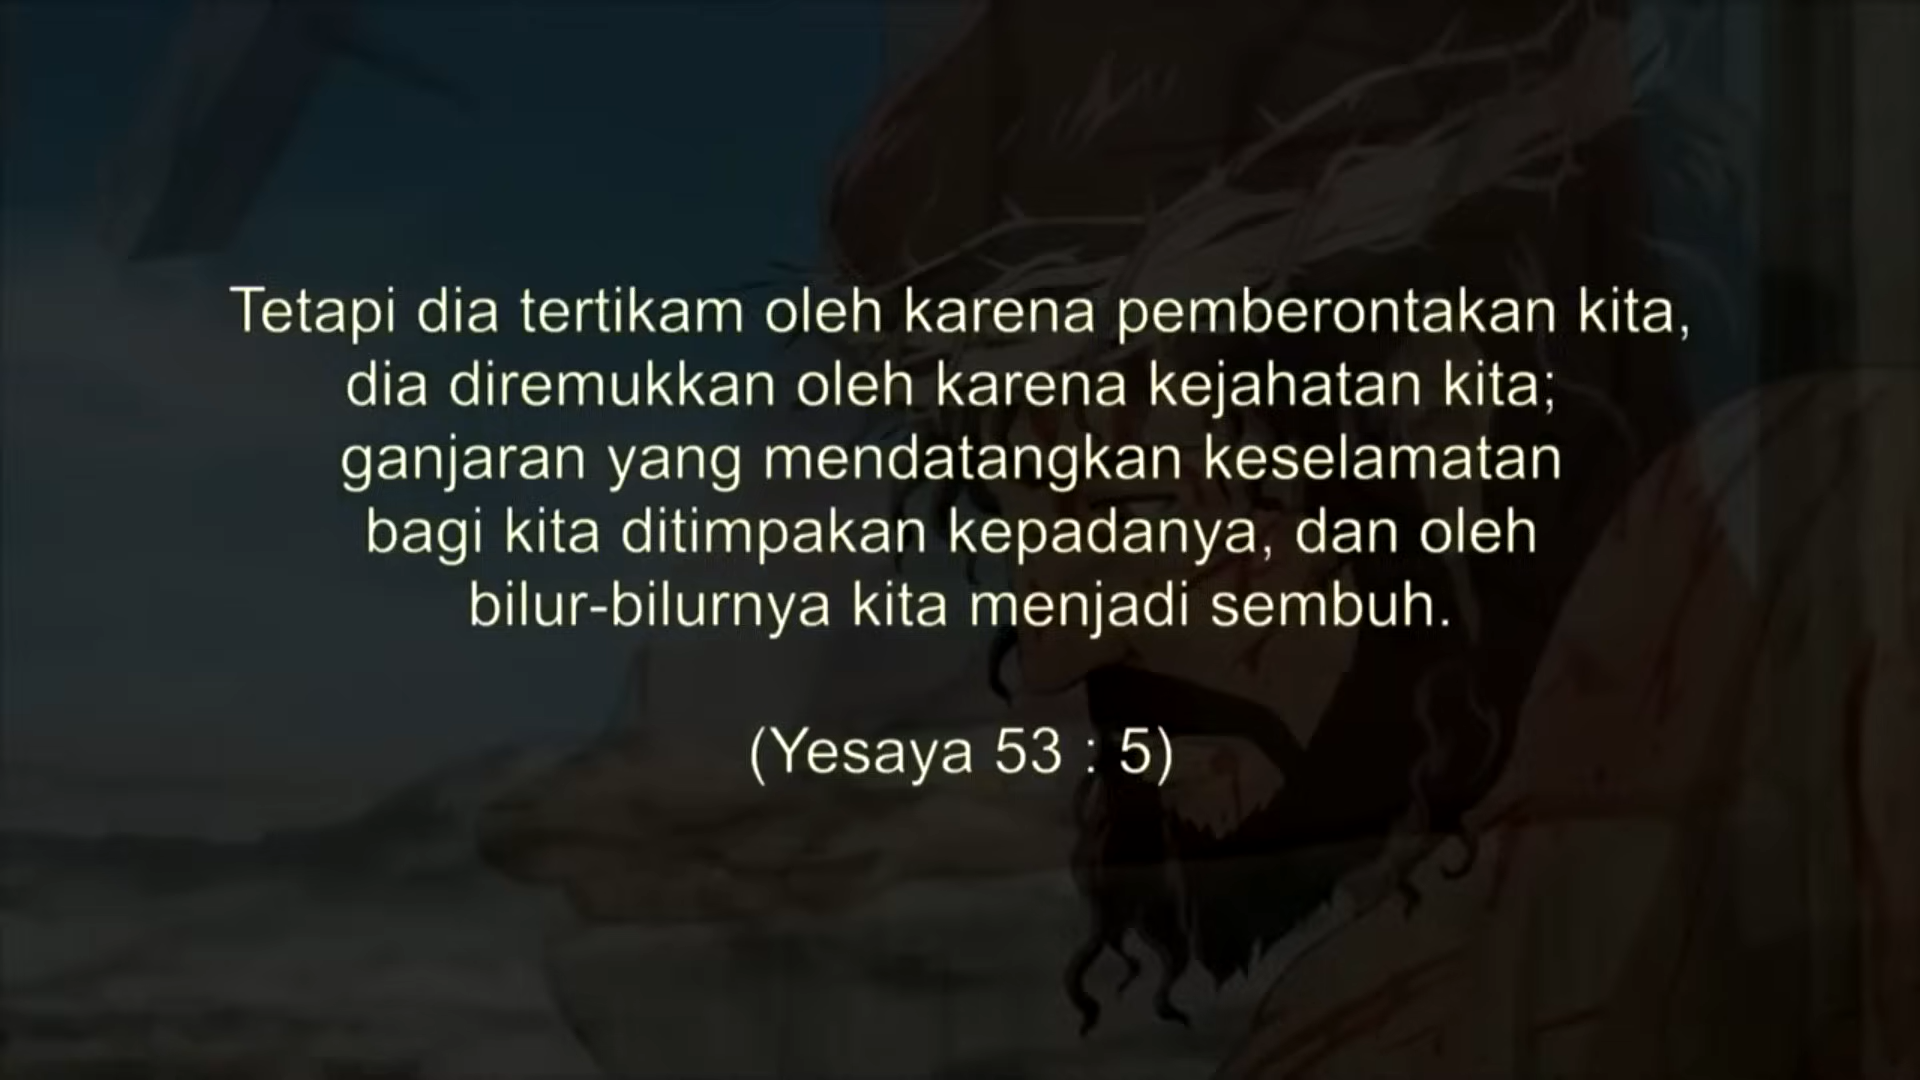 Tetapi dia tertikam oleh karena pemberontakan kita,
dia diremukkan oleh karena kejahatan kita;
ganjaran yang mendatangkan keselamatan
bagi kita ditimpakan kepadanya, dan oleh
bilur-bilurnya kita menjadi sembuh.
(Yesaya 53 : 5)